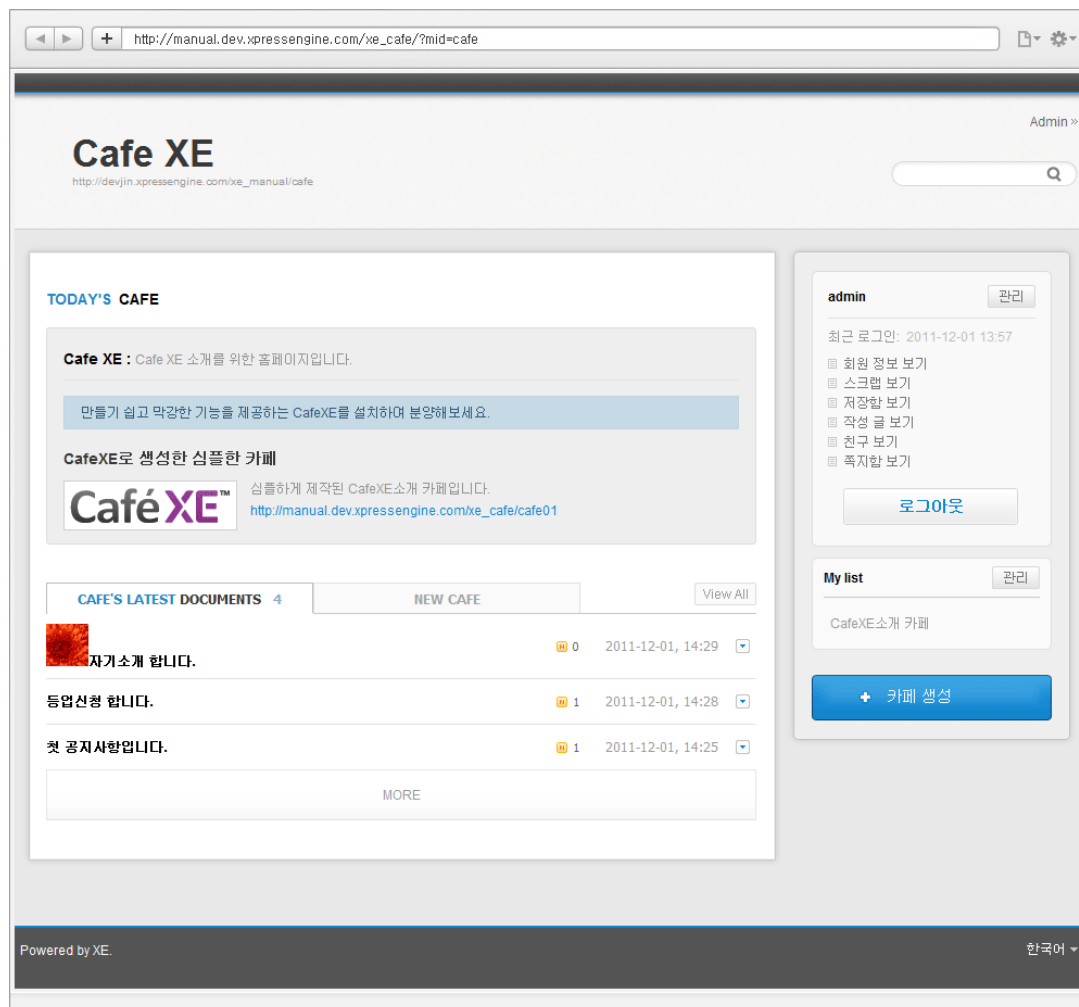 http://manual.dev.xpressengine.com/xe_cafe/?mid=cafe
Admin »
Cafe XE
http://devjin.xpressengine.com/xe_manual/cafe
TODAY'S CAFE
Cafe XE : Cafe XE 소개를 위한 홈페이지입니다.
만들기 쉽고 막강한 기능을 제공하는 CafeXE를 설치하여 분양해보세요.
CafeXE로 생성한 심플한 카페
CaféXE™
심플하게 제작된 CafeXE소개 카페입니다.
http://manual.dev.xpressengine.com/xe_cafe/cafe01
CAFE'S LATEST DOCUMENTS 4
NEW CAFE
View All
자기소개 합니다.
N 0 2011-12-01, 14:29
등업신청 합니다.
N 1 2011-12-01, 14:28
첫 공지사항입니다.
N 1 2011-12-01, 14:25
MORE
admin
관리
최근 로그인: 2011-12-01 13:57
회원 정보 보기
스크랩 보기
저장함 보기
작성 글 보기
친구 보기
쪽지함 보기
로그아웃
My list
관리
CafeXE소개 카페
+ 카페 생성
Powered by XE.
한국어